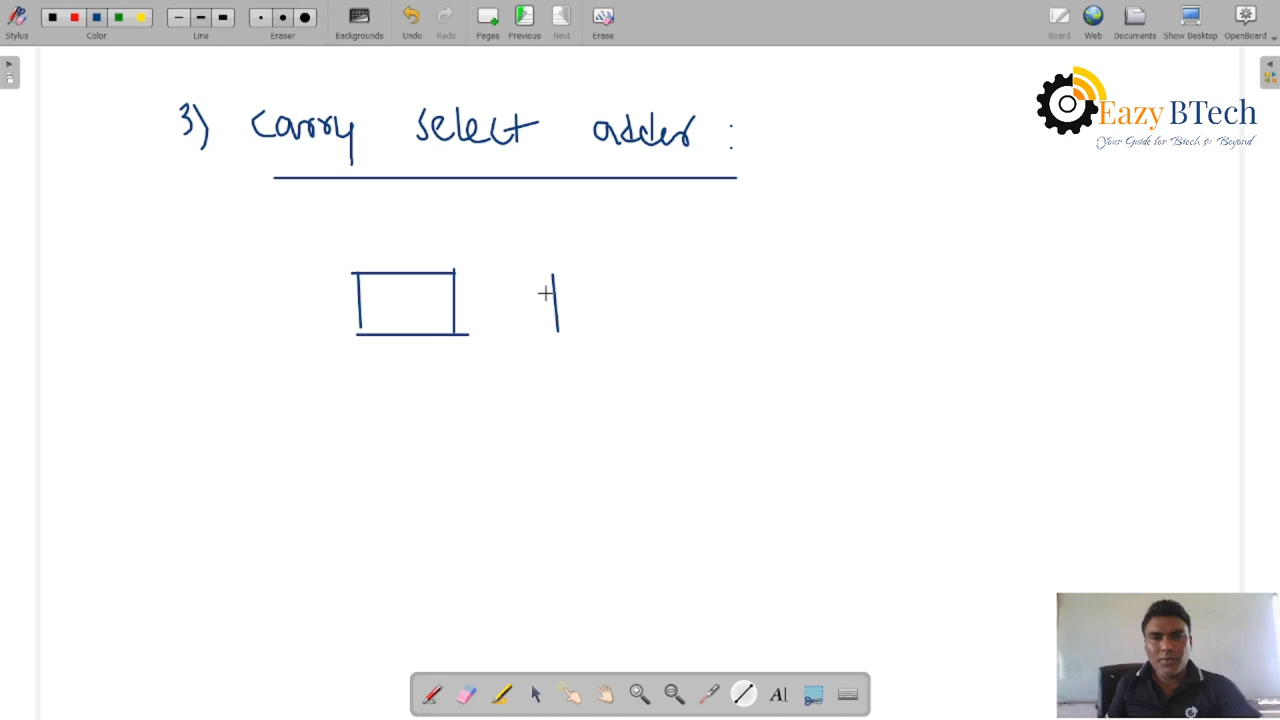 Color
Line
Eraser
Stylus
Backgrounds
Undo
Redo
Pages
Previous
Next
Erase
Board
Web
Documents
Show Desktop
OpenBoard
3) Carry select adder :
Eazy BTech
Your Guide for Btech & Beyond
AI